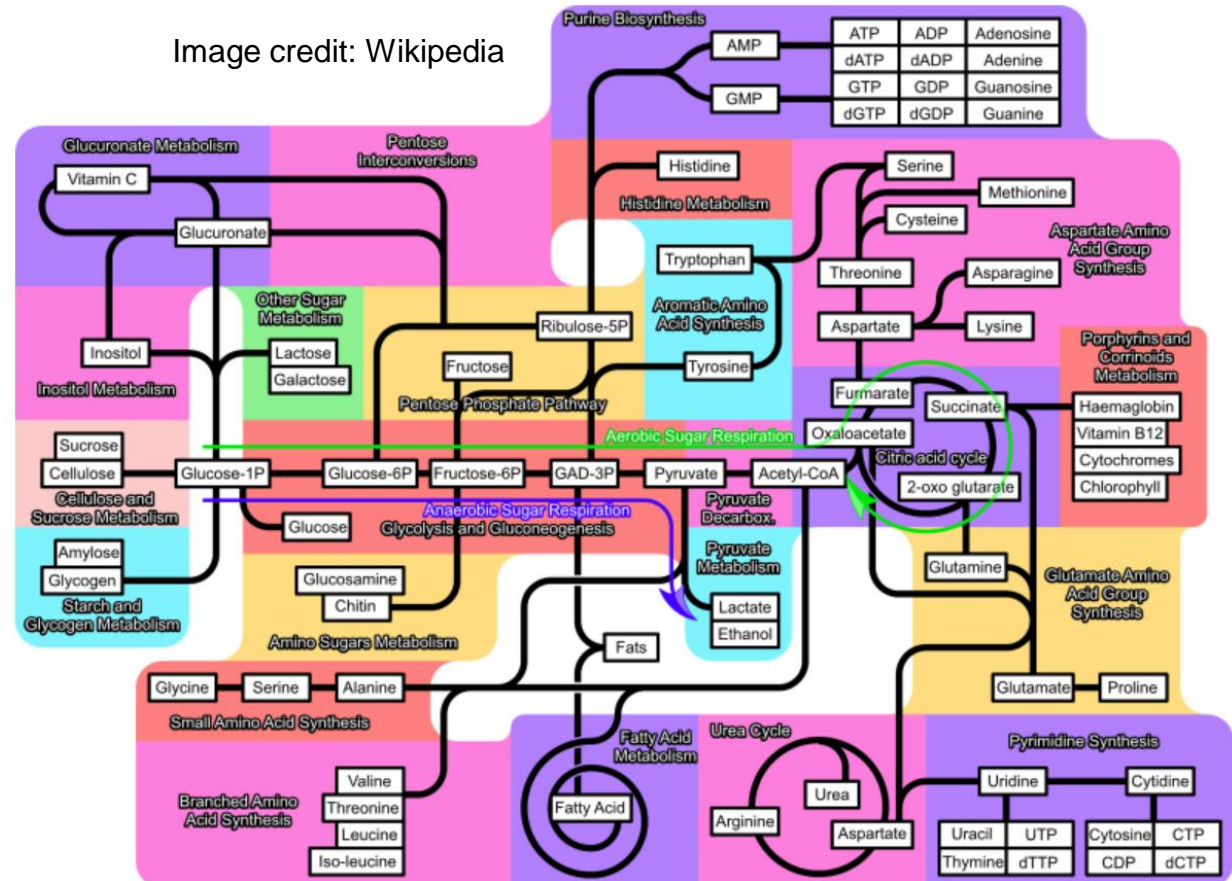 Image credit: Wikipedia
Purine Biosynthesis
AMP
GMP
ATP ADP Adenosine
dATP dADP Adenine
GTP GDP Guanosine
dGTP dGDP Guanine
Glucuronate Metabolism
Vitamin C
Glucuronate
Pentose
Interconversions
Histidine
Histidine Metabolism
Serine
Methionine
Cysteine
Aspartate Amino
Acid Group
Synthesis
Threonine
Asparagine
Aspartate
Lysine
Tryptophan
Aromatic Amino
Acid Synthesis
Tyrosine
Inositol
Inositol Metabolism
Other Sugar
Metabolism
Lactose
Galactose
Ribulose-5P
Fructose
Pentose Phosphate Pathway
Porphyrins and
Corrinoids
Metabolism
Haemaglobin
Vitamin B12
Cytochromes
Chlorophyll
Furmarate
Succinate
Oxaloacetate
Citric acid cycle
2-oxo glutarate
Aerobic Sugar Respiration
Sucrose
Cellulose
Cellulose and
Sucrose Metabolism
Glucose-1P
Glucose-6P
Fructose-6P
GAD-3P
Pyruvate
Acetyl-CoA
Anaerobic Sugar Respiration
Glycolysis and Gluconeogenesis
Glucose
Pyruvate
Decarbox.
Pyruvate
Metabolism
Lactate
Ethanol
Amylose
Glycogen
Starch and
Glycogen Metabolism
Glucosamine
Chitin
Amino Sugars Metabolism
Fats
Glutamine
Glutamate Amino
Acid Group
Synthesis
Glutamate
Proline
Glycine
Serine
Alanine
Small Amino Acid Synthesis
Branched Amino
Acid Synthesis
Valine
Threonine
Leucine
Iso-leucine
Fatty Acid
Metabolism
Fatty Acid
Urea Cycle
Urea
Arginine
Aspartate
Pyrimidine Synthesis
Uridine
Cytidine
Uracil UTP
Thymine dTTP
Cytosine CTP
CDP dCTP